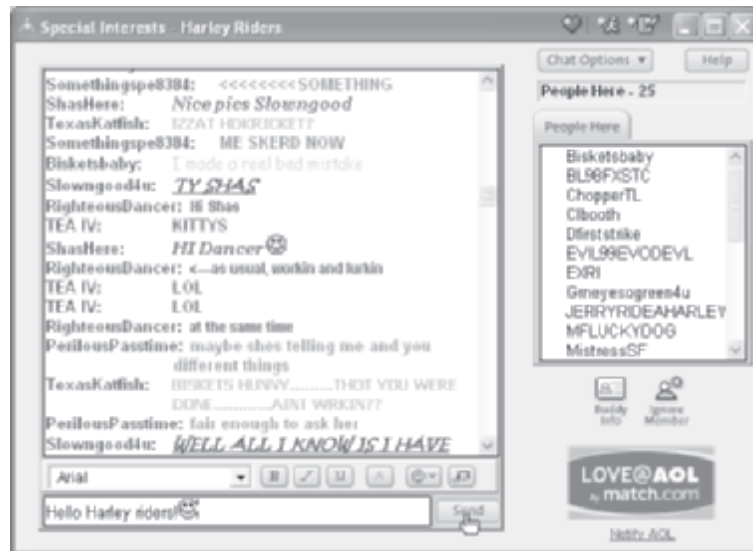 Special Interests - Harley Riders
Chat Options
Help
People Here - 25
People Here
Somethingspe8384: <<<<<<<<SOMETHING
ShasHere: Nice pics Slowngood
TexasKatfish: IZZAT HDKRICKET?
Somethingspe8384: ME SKERD NOW
Bisketsbaby: I made a real bad mistake
Slowngood4u: TY SHAS
RighteousDancer: Hi Shas
TEA IV: KITTYS
ShasHere: HI Dancer
RighteousDancer: <---as usual, workin and lurkin
TEA IV: LOL
TEA IV: LOL
RighteousDancer: at the same time
PerilousPasstime: maybe shes telling me and you
different things
TexasKatfish: BISKETS HUNNY..........THOT YOU WERE
DONE.............AINT WRKIN??
PerilousPasstime: fair enough to ask her
Slowngood4u: WELL ALL I KNOW IS I HAVE
Bisketsbaby
BL98FXSTC
ChopperTL
Clbooth
Dfirststrike
EVIL99EVODEVL
EXRI
Grneyesogreen4u
JERRYRIDEAHARLEY
MFLUCKYDOG
MistressSF
Buddy Info
Ignore Member
Arial
B I U A
Hello Harley riders!
Send
LOVE@AOL
by match.com
Notify AOL